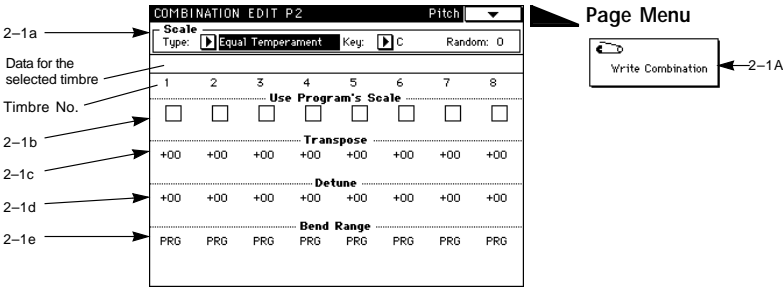 COMBINATION EDIT P2 Pitch
Page Menu
2–1a
Scale
Type: Equal Temperament Key: C Random: 0
Write Combination
2–1A
Data for the
selected timbre
Timbre No.
1 2 3 4 5 6 7 8
Use Program's Scale
2–1b
Transpose
2–1c
+00 +00 +00 +00 +00 +00 +00 +00
Detune
2–1d
+00 +00 +00 +00 +00 +00 +00 +00
Bend Range
2–1e
PRG PRG PRG PRG PRG PRG PRG PRG